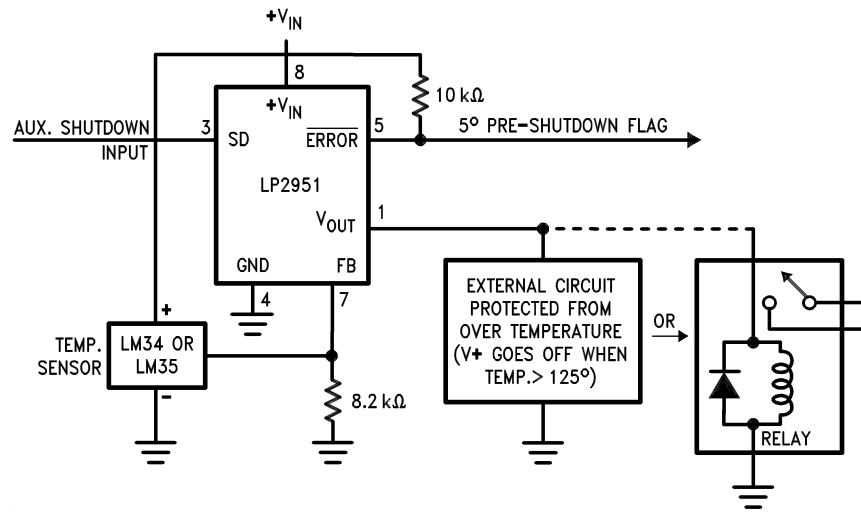 +VIN
8
10 kΩ
+VIN
AUX. SHUTDOWN
INPUT
3
SD
ERROR
5
5º PRE-SHUTDOWN FLAG
LP2951
VOUT
1
GND
FB
4
7
EXTERNAL CIRCUIT
PROTECTED FROM
OVER TEMPERATURE
(V+ GOES OFF WHEN
TEMP.> 125º)
OR
+
TEMP.
SENSOR
LM34 OR
LM35
-
8.2 kΩ
RELAY